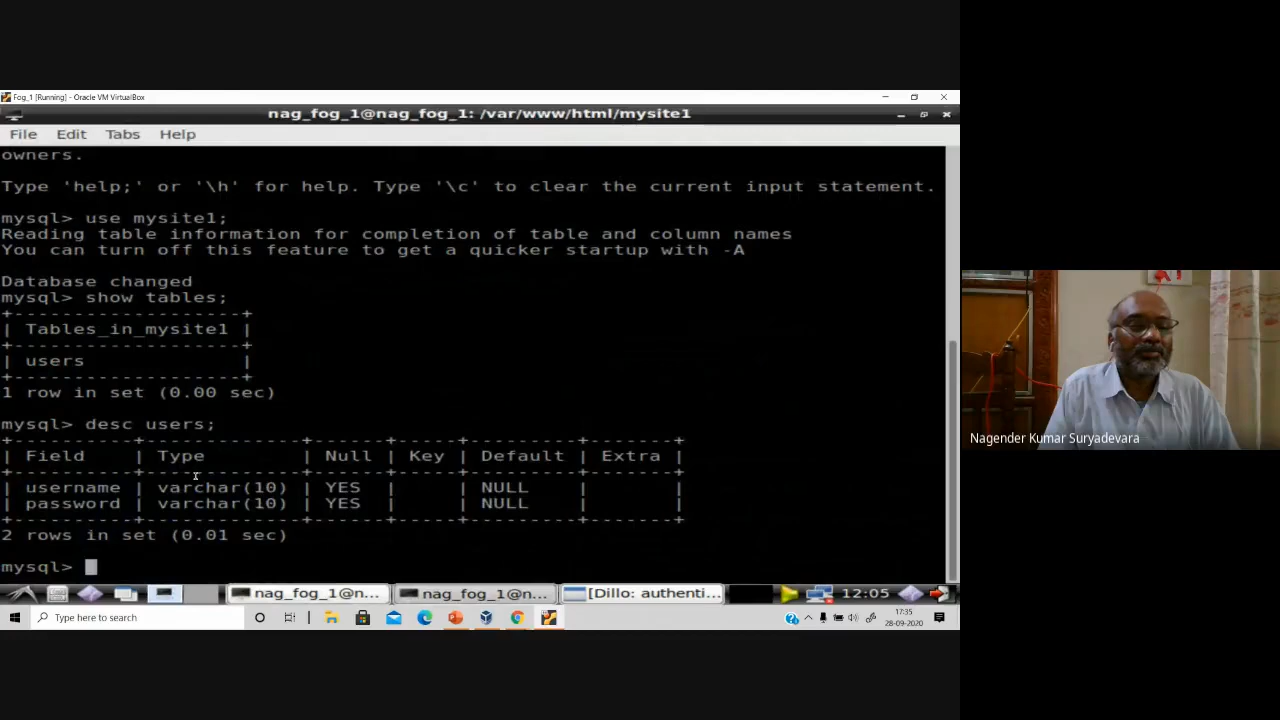 Fog_1 [Running] - Oracle VM VirtualBox
nag_fog_1@nag_fog_1: /var/www/html/mysite1
File Edit Tabs Help
owners.
Type 'help;' or '\h' for help. Type '\c' to clear the current input statement.
mysql> use mysite1;
Reading table information for completion of table and column names
You can turn off this feature to get a quicker startup with -A
Database changed
mysql> show tables;
+-------------------+
| Tables_in_mysite1 |
+-------------------+
| users             |
+-------------------+
1 row in set (0.00 sec)
mysql> desc users;
+----------+-------------+------+-----+---------+-------+
| Field    | Type        | Null | Key | Default | Extra |
+----------+-------------+------+-----+---------+-------+
| username | varchar(10) | YES  |     | NULL    |       |
| password | varchar(10) | YES  |     | NULL    |       |
+----------+-------------+------+-----+---------+-------+
2 rows in set (0.01 sec)
mysql>
nag_fog_1@n... nag_fog_1@n... [Dillo: authenti... 12:05
Type here to search
17:35
28-09-2020
Nagender Kumar Suryadevara